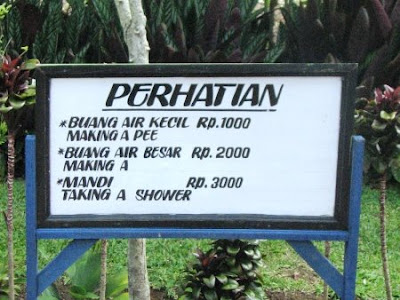 PERHATIAN
*BUANG AIR KECIL Rp.1000
MAKING A PEE
*BUANG AIR BESAR Rp. 2000
MAKING A
*MANDI Rp. 3000
TAKING A SHOWER